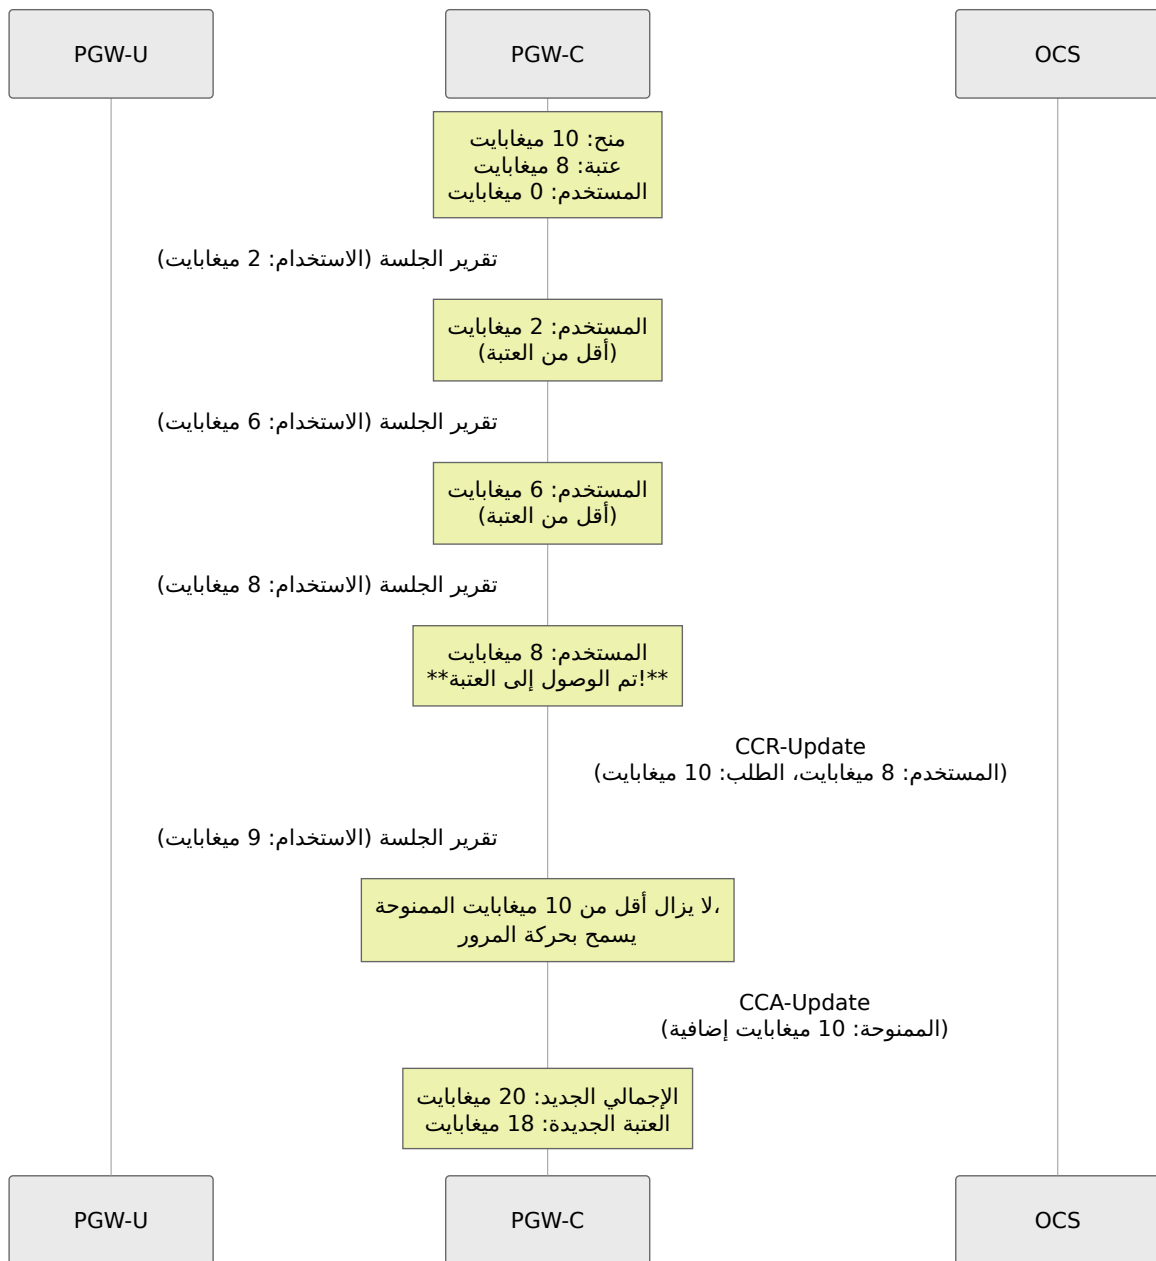 PGW-U
PGW-C
OCS
منح: 10 ميغابايت
عتبة: 8 ميغابايت
المستخدم: 0 ميغابايت
تقرير الجلسة (الاستخدام: 2 ميغابايت)
المستخدم: 2 ميغابايت
(أقل من العتبة)
تقرير الجلسة (الاستخدام: 6 ميغابايت)
المستخدم: 6 ميغابايت
(أقل من العتبة)
تقرير الجلسة (الاستخدام: 8 ميغابايت)
المستخدم: 8 ميغابايت
**تم الوصول إلى العتبة!**
CCR-Update
(المستخدم: 8 ميغابايت، الطلب: 10 ميغابايت)
تقرير الجلسة (الاستخدام: 9 ميغابايت)
لا يزال أقل من 10 ميغابايت الممنوحة،
يسمح بحركة المرور
CCA-Update
(الممنوحة: 10 ميغابايت إضافية)
الإجمالي الجديد: 20 ميغابايت
العتبة الجديدة: 18 ميغابايت
PGW-U
PGW-C
OCS